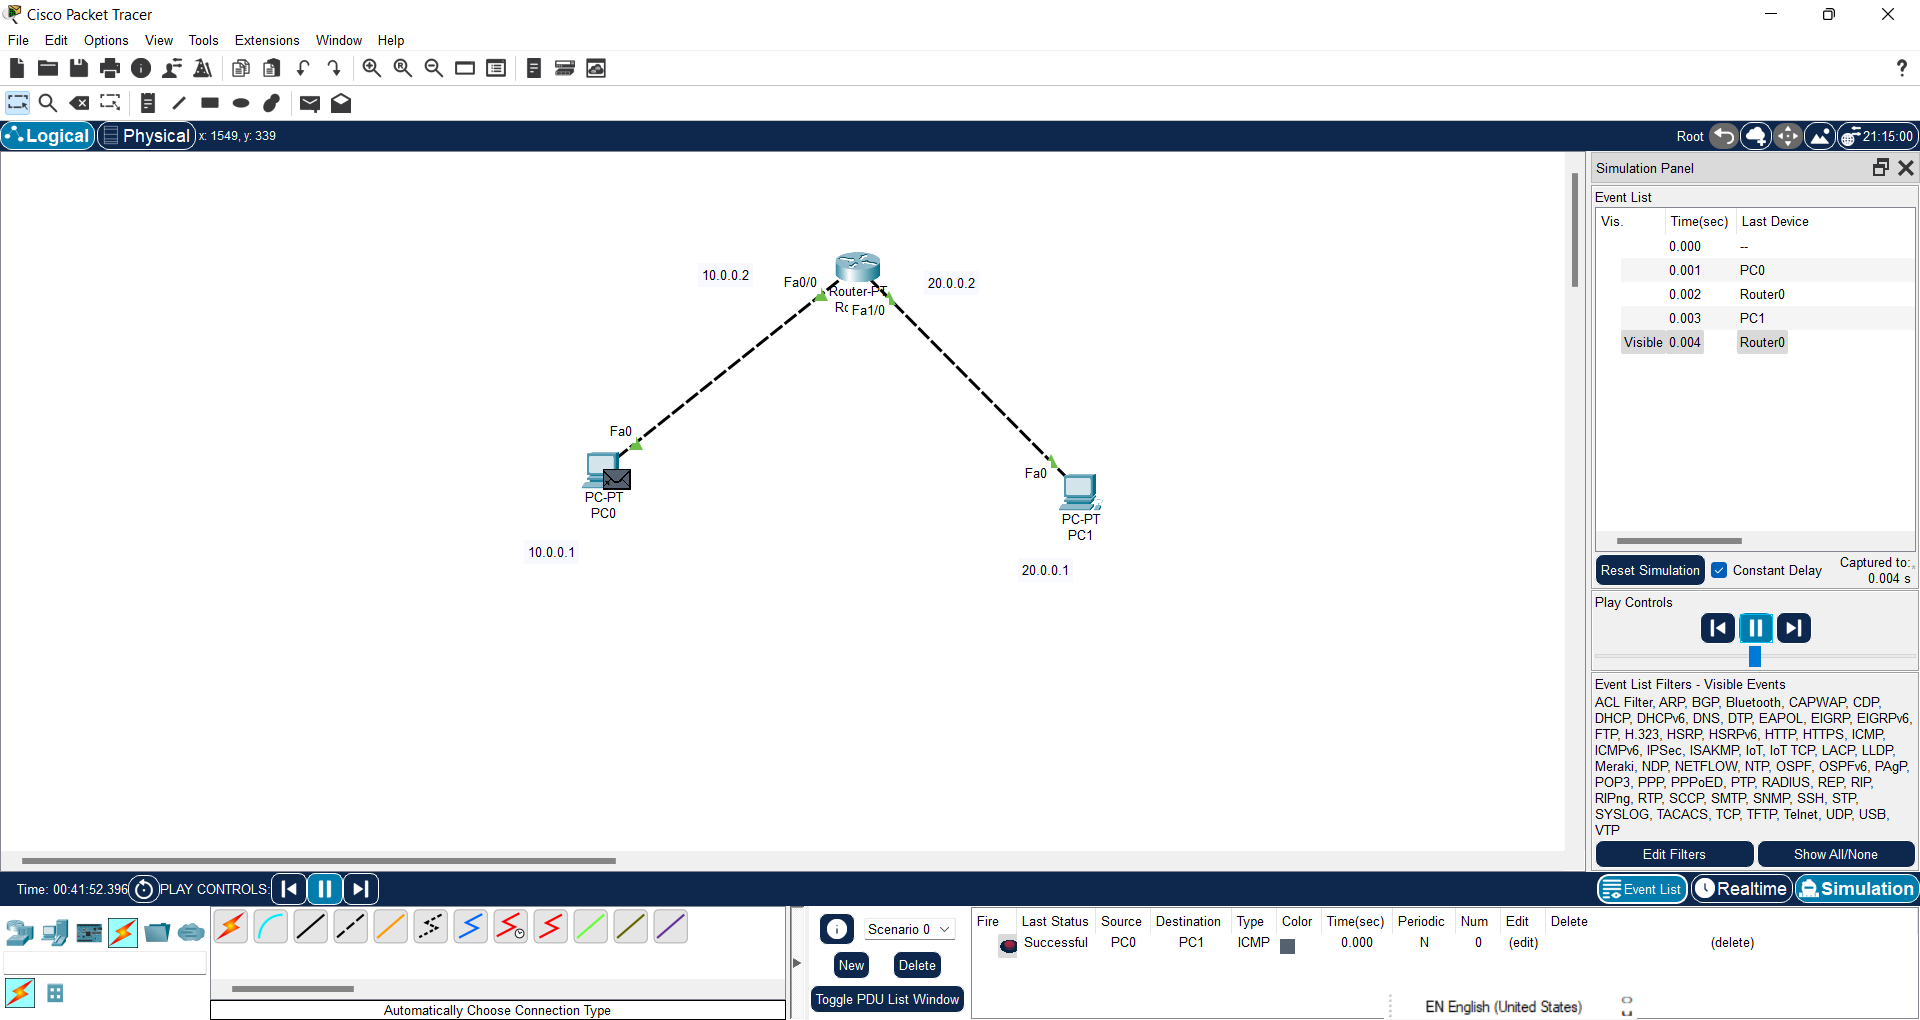 Cisco Packet Tracer
File Edit Options View Tools Extensions Window Help
Logical Physical x: 1549, y: 339 Root 21:15:00
Simulation Panel
Event List
Vis. Time(sec) Last Device
0.000 --
0.001 PC0
0.002 Router0
0.003 PC1
Visible 0.004 Router0
Reset Simulation Constant Delay Captured to:
0.004 s
Play Controls
Event List Filters - Visible Events
ACL Filter, ARP, BGP, Bluetooth, CAPWAP, CDP,
DHCP, DHCPv6, DNS, DTP, EAPOL, EIGRP, EIGRPv6,
FTP, H.323, HSRP, HSRPv6, HTTP, HTTPS, ICMP,
ICMPv6, IPSec, ISAKMP, IoT, IoT TCP, LACP, LLDP,
Meraki, NDP, NETFLOW, NTP, OSPF, OSPFv6, PAgP,
POP3, PPP, PPPoED, PTP, RADIUS, REP, RIP,
RIPng, RTP, SCCP, SMTP, SNMP, SSH, STP,
SYSLOG, TACACS, TCP, TFTP, Telnet, UDP, USB,
VTP
Edit Filters Show All/None
10.0.0.2
Fa0/0
20.0.0.2
Router-PT
Fa1/0
Fa0
PC-PT
PC0
10.0.0.1
Fa0
PC-PT
PC1
20.0.0.1
Time: 00:41:52.396 PLAY CONTROLS:
Event List Realtime Simulation
Automatically Choose Connection Type
Scenario 0
New Delete
Toggle PDU List Window
Fire Last Status Source Destination Type Color Time(sec) Periodic Num Edit Delete
Successful PC0 PC1 ICMP 0.000 N 0 (edit) (delete)
EN English (United States)